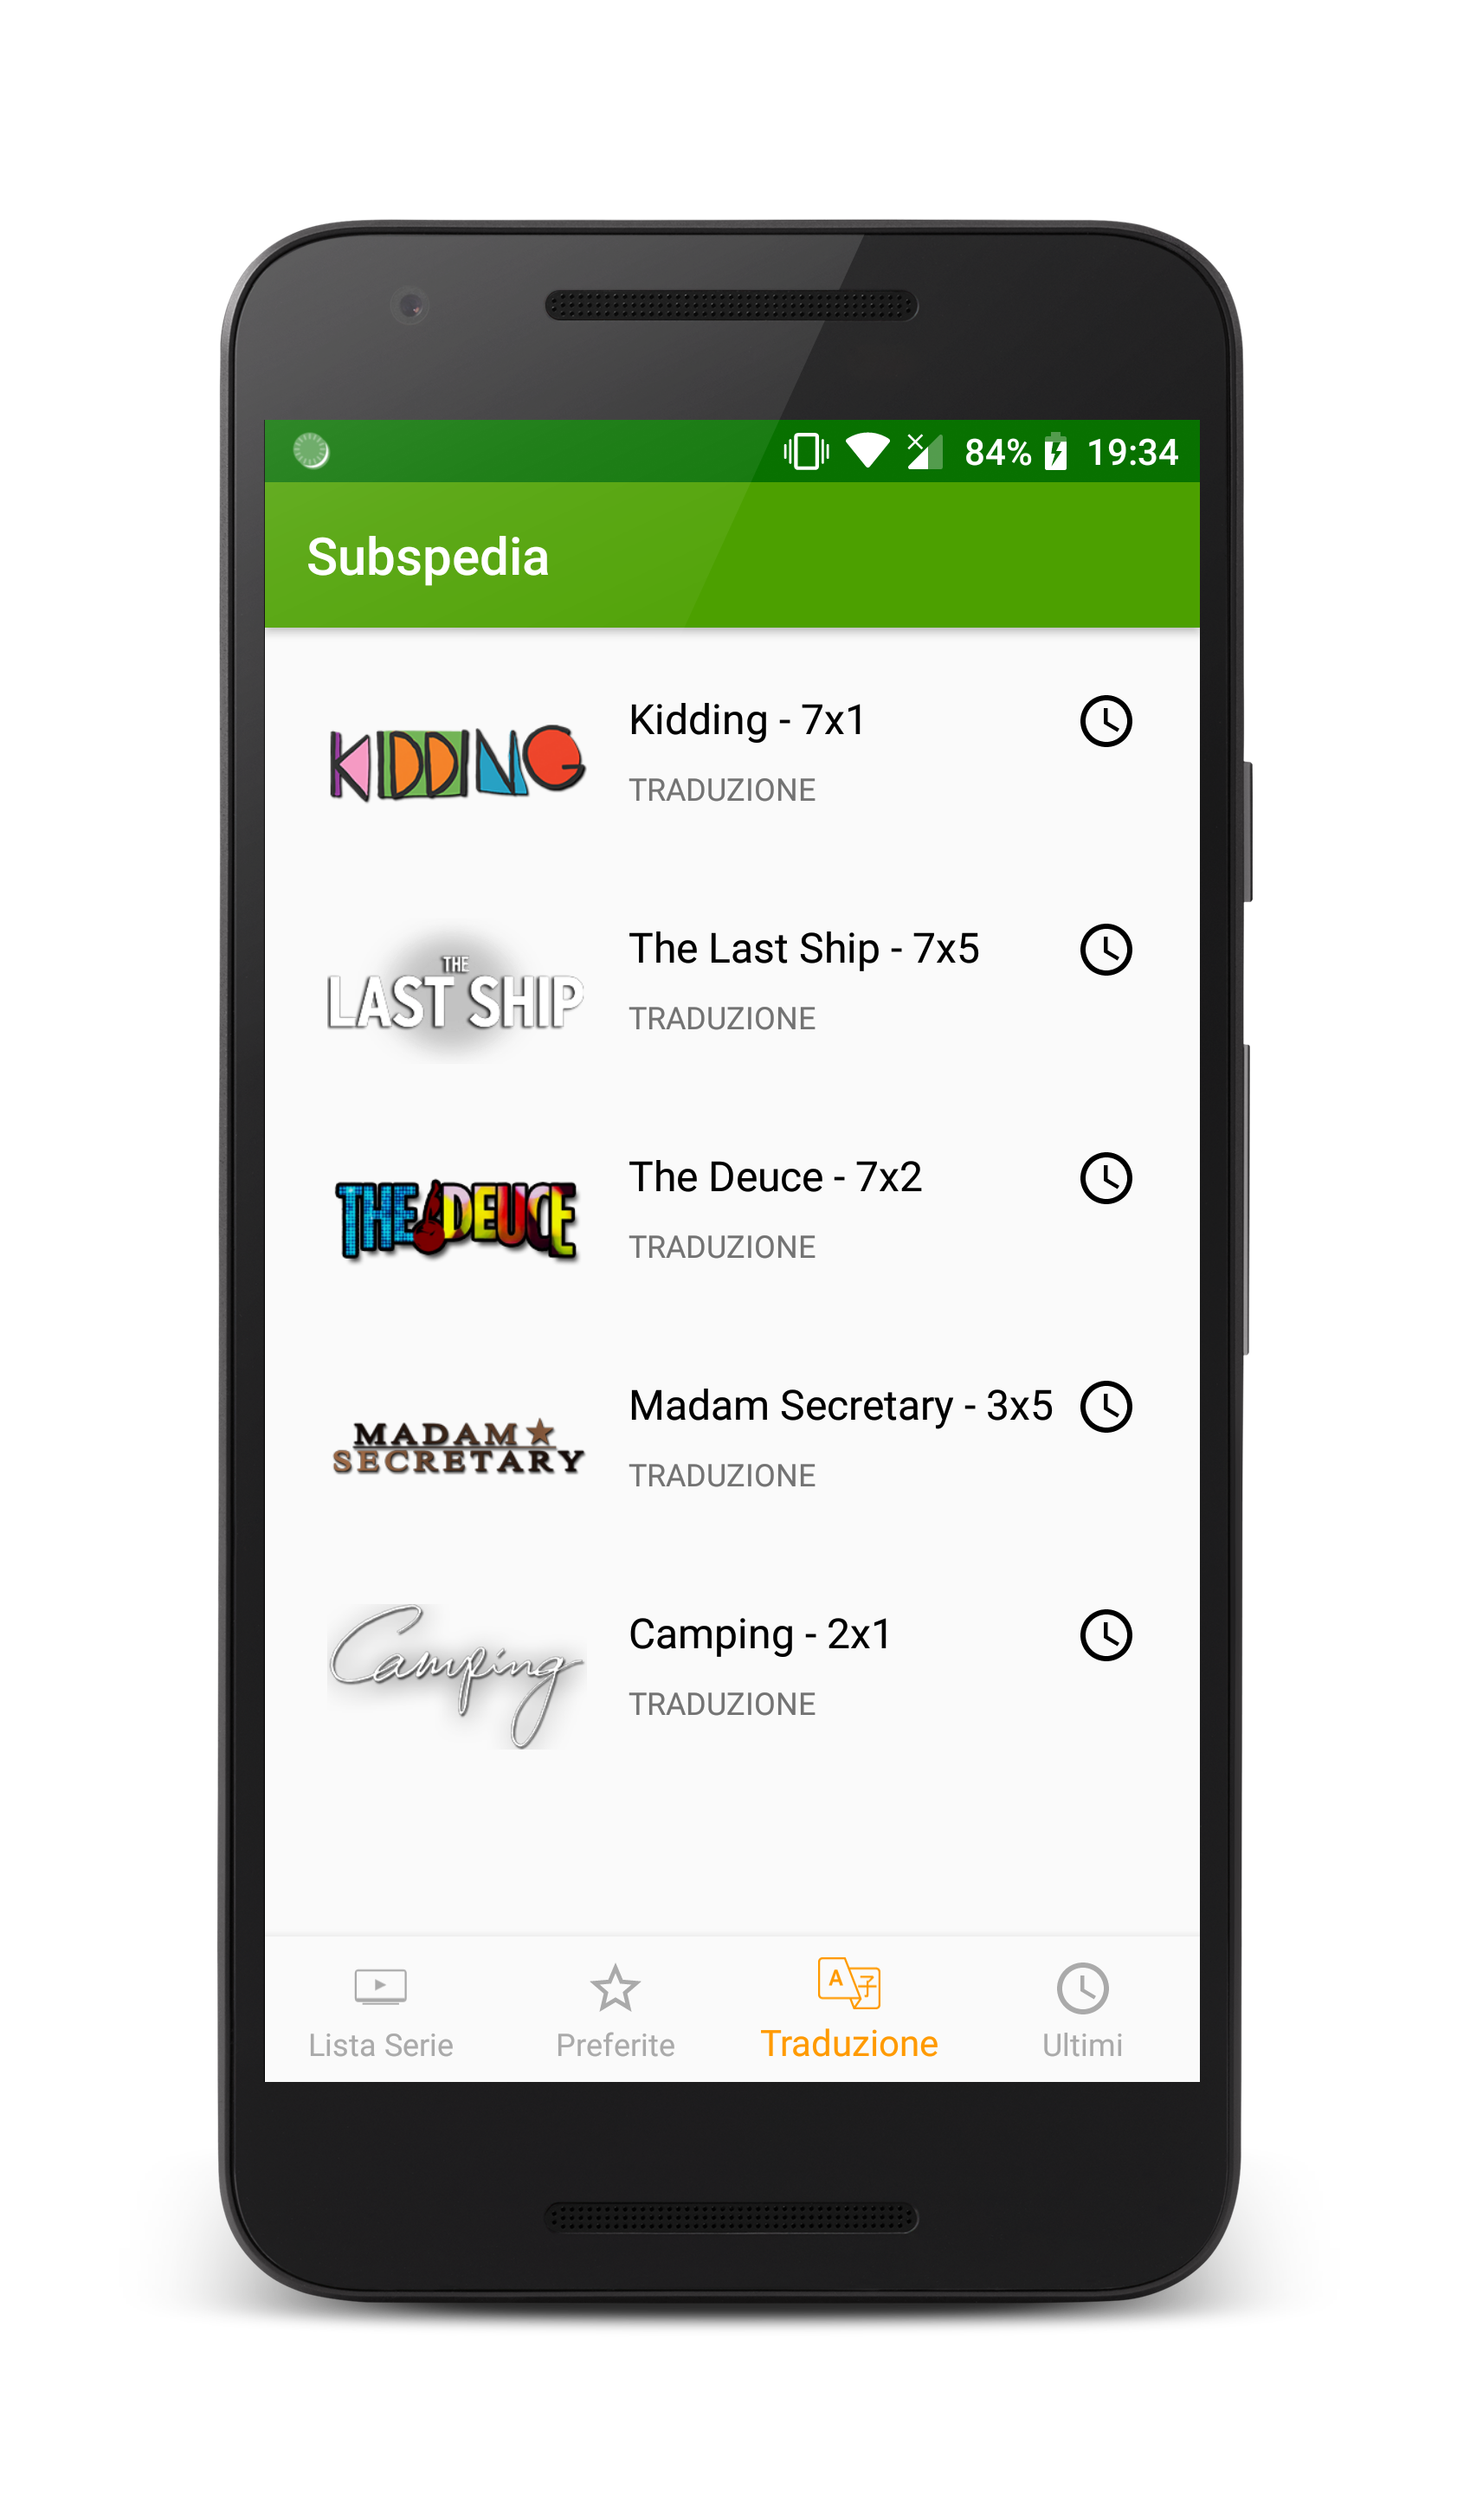 84% 19:34
Subspedia
KIDDING
Kidding - 7x1
TRADUZIONE
THE
LAST SHIP
The Last Ship - 7x5
TRADUZIONE
THE DEUCE
The Deuce - 7x2
TRADUZIONE
MADAM
SECRETARY
Madam Secretary - 3x5
TRADUZIONE
Camping
Camping - 2x1
TRADUZIONE
A 子
Lista Serie Preferite Traduzione Ultimi